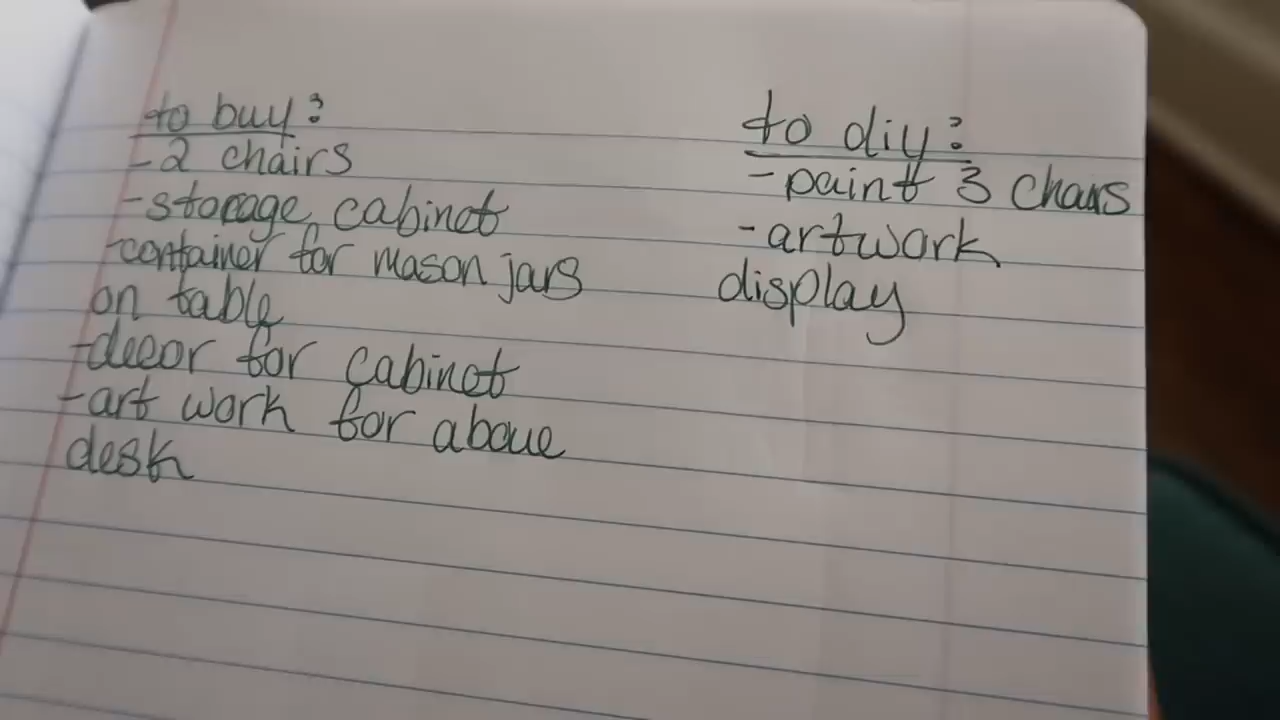 to buy:
-2 chairs
-storage cabinet
-container for mason jars
on table
-decor for cabinet
-art work for above
desk
to diy:
-paint 3 chairs
-artwork
display